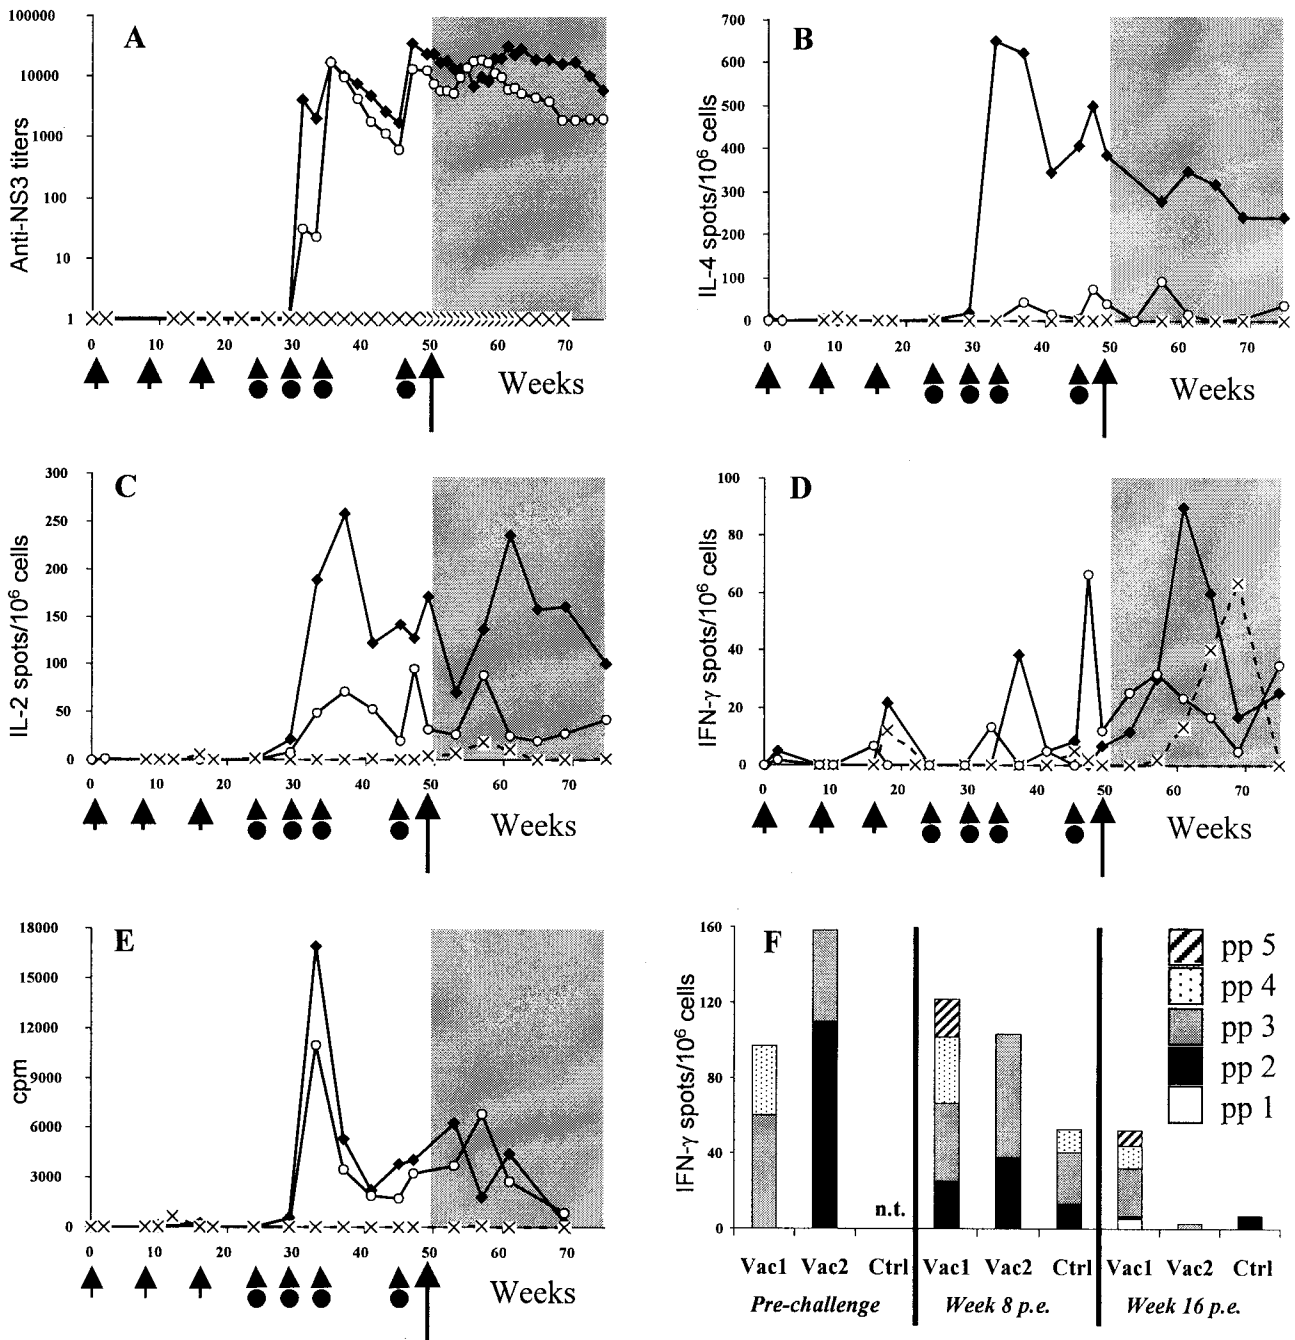 A
Anti-NS3 titers
100000
10000
1000
100
10
1
0 10 20 30 40 50 60 70
Weeks
B
IL-4 spots/10⁶ cells
700
600
500
400
300
200
100
0
0 10 20 30 40 50 60 70
Weeks
C
IL-2 spots/10⁶ cells
300
250
200
150
100
50
0
0 10 20 30 40 50 60 70
Weeks
D
IFN-γ spots/10⁶ cells
100
80
60
40
20
0
0 10 20 30 40 50 60 70
Weeks
E
cpm
18000
15000
12000
9000
6000
3000
0
0 10 20 30 40 50 60 70
Weeks
F
IFN-γ spots/10⁶ cells
160
120
80
40
0
pp 5
pp 4
pp 3
pp 2
pp 1
n.t.
Vac1 Vac2 Ctrl Vac1 Vac2 Ctrl Vac1 Vac2 Ctrl
Pre-challenge Week 8 p.e. Week 16 p.e.